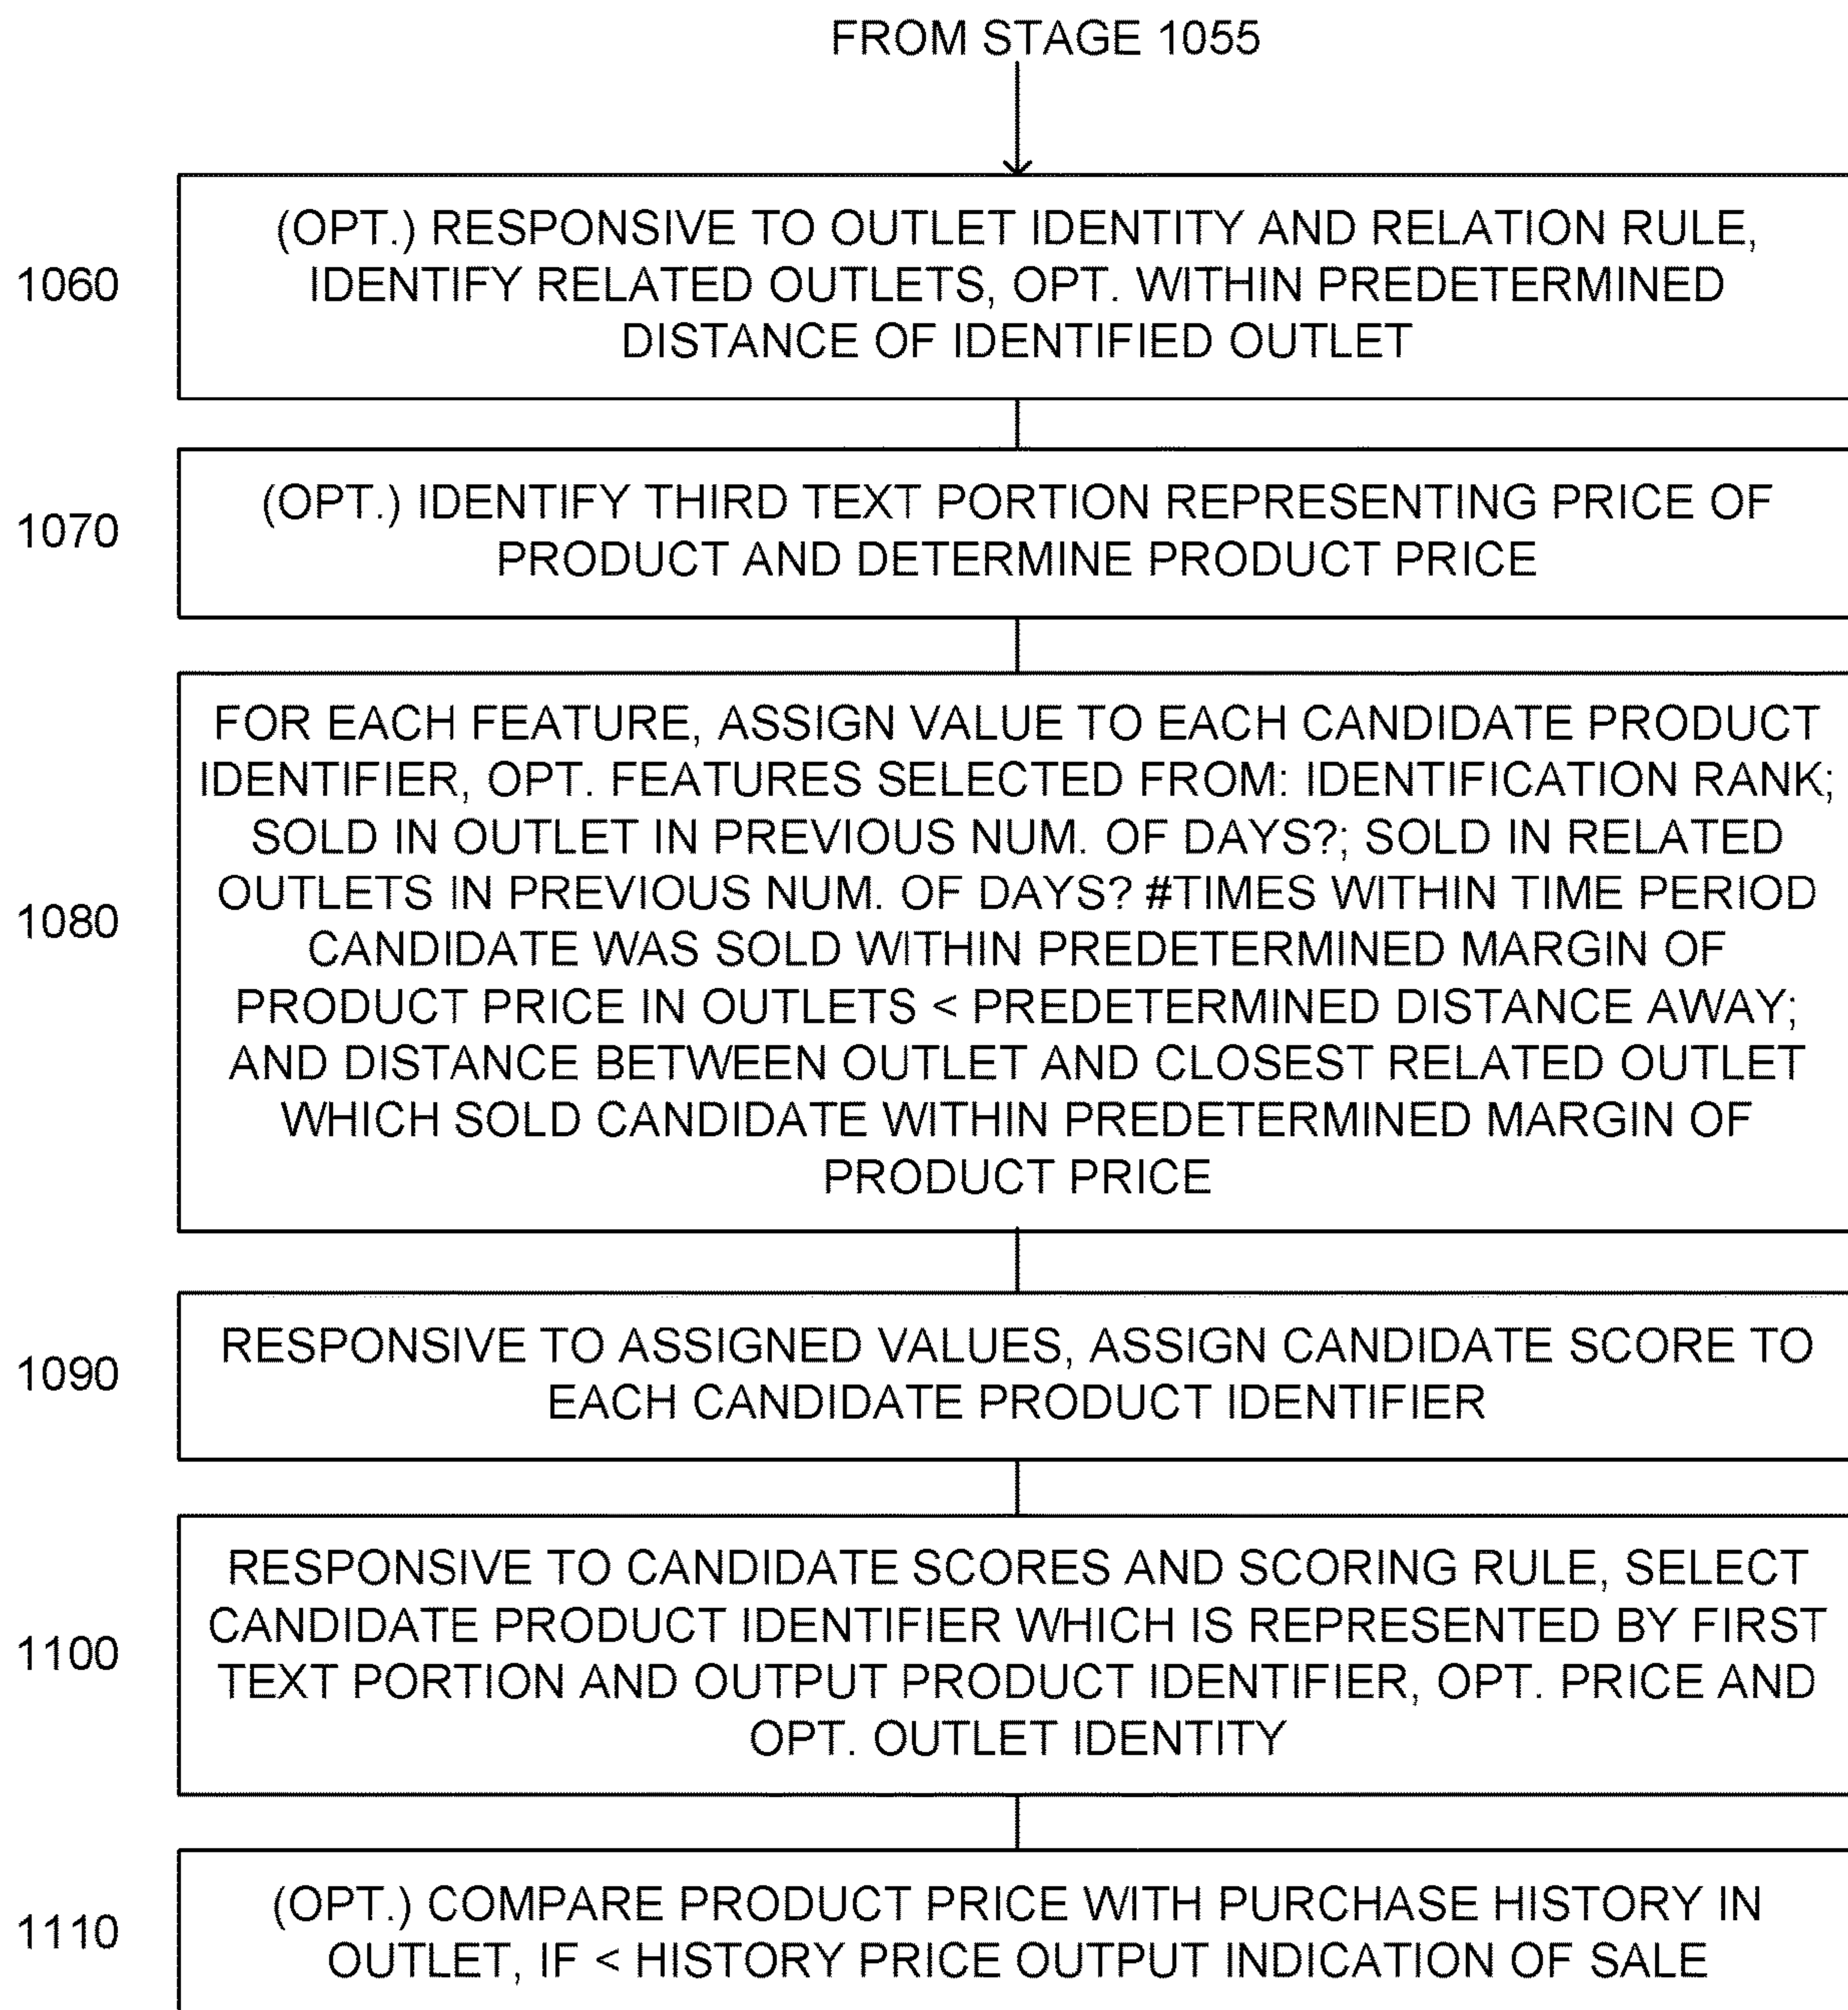 FROM STAGE 1055
1060
(OPT.) RESPONSIVE TO OUTLET IDENTITY AND RELATION RULE,
IDENTIFY RELATED OUTLETS, OPT. WITHIN PREDETERMINED
DISTANCE OF IDENTIFIED OUTLET
1070
(OPT.) IDENTIFY THIRD TEXT PORTION REPRESENTING PRICE OF
PRODUCT AND DETERMINE PRODUCT PRICE
1080
FOR EACH FEATURE, ASSIGN VALUE TO EACH CANDIDATE PRODUCT
IDENTIFIER, OPT. FEATURES SELECTED FROM: IDENTIFICATION RANK;
SOLD IN OUTLET IN PREVIOUS NUM. OF DAYS?; SOLD IN RELATED
OUTLETS IN PREVIOUS NUM. OF DAYS? #TIMES WITHIN TIME PERIOD
CANDIDATE WAS SOLD WITHIN PREDETERMINED MARGIN OF
PRODUCT PRICE IN OUTLETS < PREDETERMINED DISTANCE AWAY;
AND DISTANCE BETWEEN OUTLET AND CLOSEST RELATED OUTLET
WHICH SOLD CANDIDATE WITHIN PREDETERMINED MARGIN OF
PRODUCT PRICE
1090
RESPONSIVE TO ASSIGNED VALUES, ASSIGN CANDIDATE SCORE TO
EACH CANDIDATE PRODUCT IDENTIFIER
1100
RESPONSIVE TO CANDIDATE SCORES AND SCORING RULE, SELECT
CANDIDATE PRODUCT IDENTIFIER WHICH IS REPRESENTED BY FIRST
TEXT PORTION AND OUTPUT PRODUCT IDENTIFIER, OPT. PRICE AND
OPT. OUTLET IDENTITY
1110
(OPT.) COMPARE PRODUCT PRICE WITH PURCHASE HISTORY IN
OUTLET, IF < HISTORY PRICE OUTPUT INDICATION OF SALE